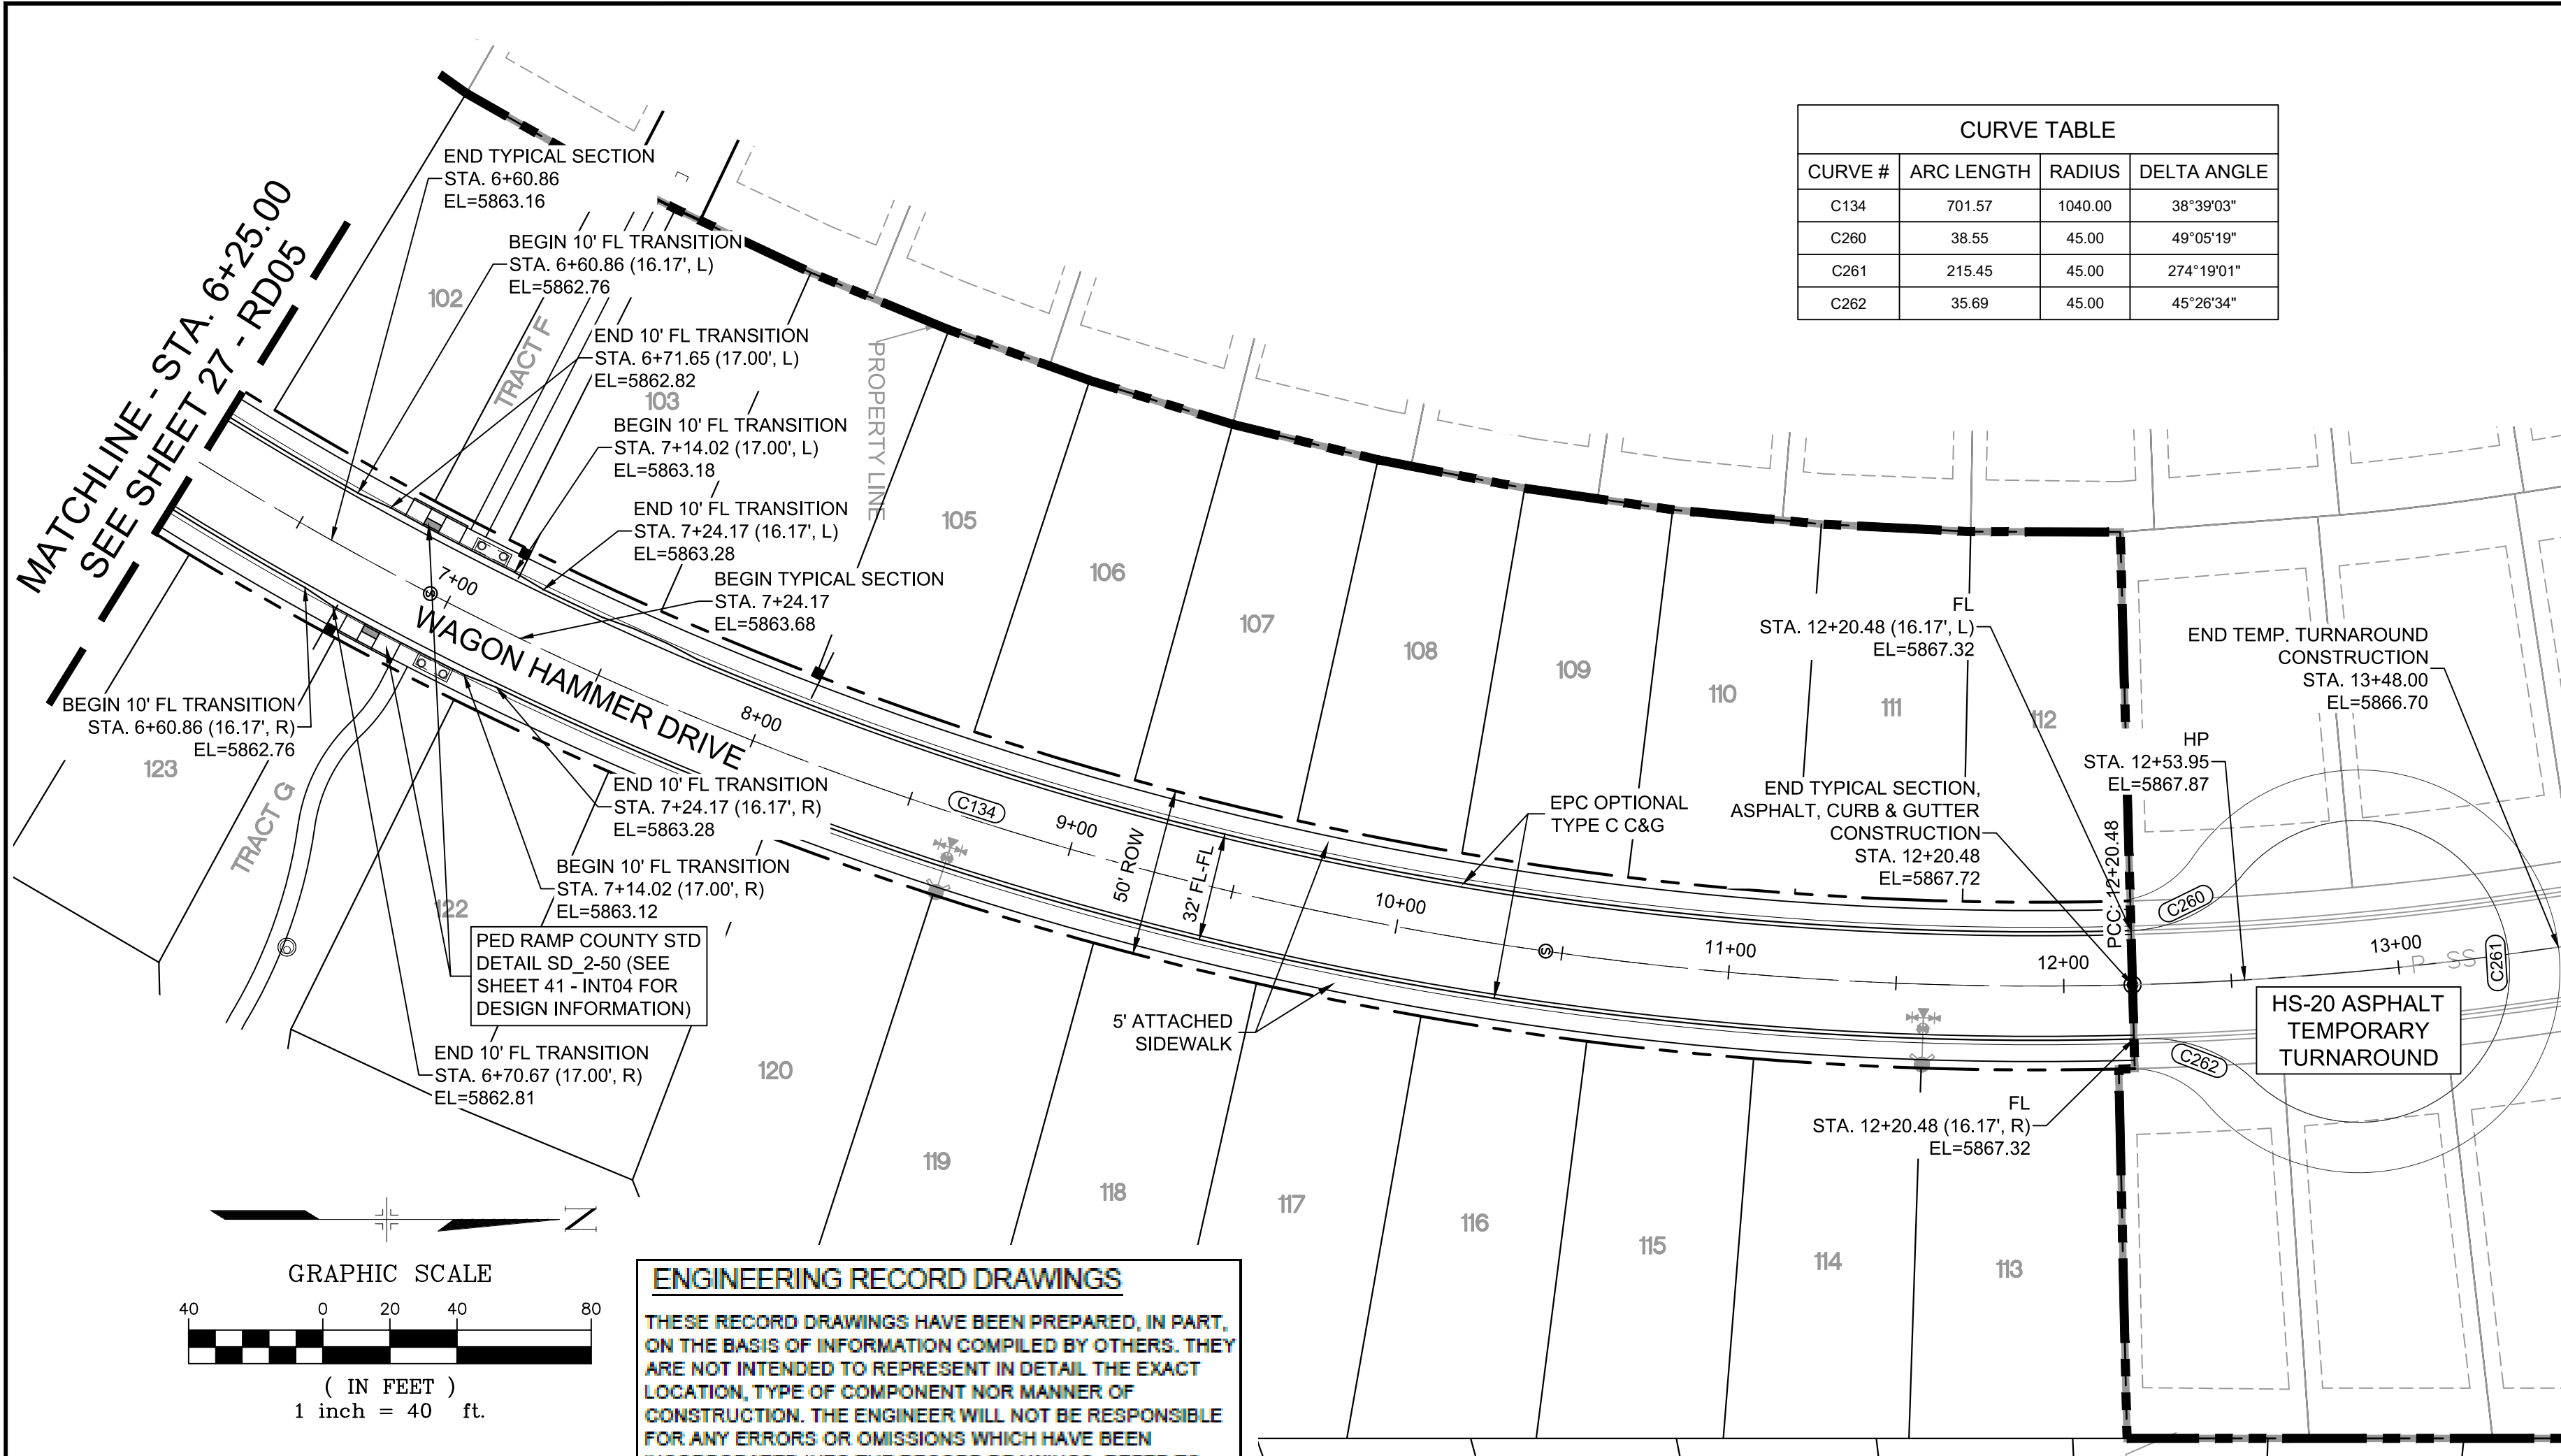 MATCHLINE - STA. 6+25.00
SEE SHEET 27 - RD05
END TYPICAL SECTION
STA. 6+60.86
EL=5863.16
BEGIN 10' FL TRANSITION
STA. 6+60.86 (16.17', L)
EL=5862.76
END 10' FL TRANSITION
STA. 6+71.65 (17.00', L)
EL=5862.82
BEGIN 10' FL TRANSITION
STA. 7+14.02 (17.00', L)
EL=5863.18
END 10' FL TRANSITION
STA. 7+24.17 (16.17', L)
EL=5863.28
BEGIN TYPICAL SECTION
STA. 7+24.17
EL=5863.68
102
TRACT F
103
PROPERTY LINE
105
106
107
108
109
110
111
112
CURVE TABLE
CURVE # ARC LENGTH RADIUS DELTA ANGLE
C134 701.57 1040.00 38°39'03"
C260 38.55 45.00 49°05'19"
C261 215.45 45.00 274°19'01"
C262 35.69 45.00 45°26'34"
FL
STA. 12+20.48 (16.17', L)
EL=5867.32
END TEMP. TURNAROUND
CONSTRUCTION
STA. 13+48.00
EL=5866.70
HP
STA. 12+53.95
EL=5867.87
END TYPICAL SECTION,
ASPHALT, CURB & GUTTER
CONSTRUCTION
STA. 12+20.48
EL=5867.72
EPC OPTIONAL
TYPE C C&G
PCC: 12+20.48
S
7+00
WAGON HAMMER DRIVE
8+00
C134
9+00
50' ROW
32' FL-FL
10+00
S
11+00
12+00
13+00
P SS
C260
C261
C262
HS-20 ASPHALT
TEMPORARY
TURNAROUND
BEGIN 10' FL TRANSITION
STA. 6+60.86 (16.17', R)
EL=5862.76
123
TRACT G
END 10' FL TRANSITION
STA. 7+24.17 (16.17', R)
EL=5863.28
BEGIN 10' FL TRANSITION
STA. 7+14.02 (17.00', R)
EL=5863.12
122
PED RAMP COUNTY STD
DETAIL SD_2-50 (SEE
SHEET 41 - INT04 FOR
DESIGN INFORMATION)
END 10' FL TRANSITION
STA. 6+70.67 (17.00', R)
EL=5862.81
5' ATTACHED
SIDEWALK
FL
STA. 12+20.48 (16.17', R)
EL=5867.32
120
119
118
117
116
115
114
113
N
GRAPHIC SCALE
40 0 20 40 80
( IN FEET )
1 inch = 40 ft.
ENGINEERING RECORD DRAWINGS
THESE RECORD DRAWINGS HAVE BEEN PREPARED, IN PART,
ON THE BASIS OF INFORMATION COMPILED BY OTHERS. THEY
ARE NOT INTENDED TO REPRESENT IN DETAIL THE EXACT
LOCATION, TYPE OF COMPONENT NOR MANNER OF
CONSTRUCTION. THE ENGINEER WILL NOT BE RESPONSIBLE
FOR ANY ERRORS OR OMISSIONS WHICH HAVE BEEN